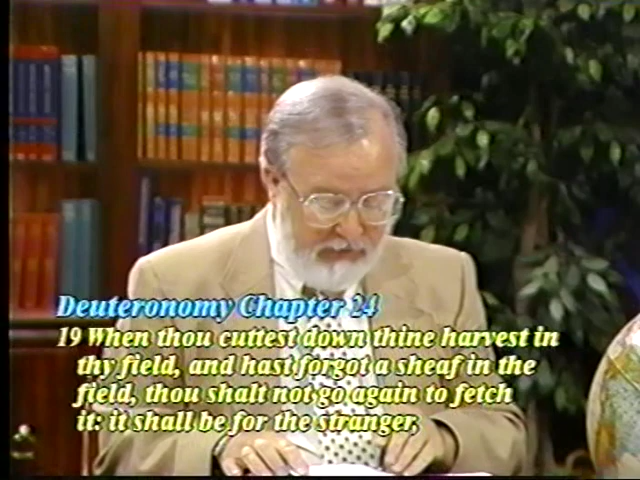 Deuteronomy Chapter 24
19 When thou cuttest down thine harvest in
thy field, and hast forgot a sheaf in the
field, thou shalt not go again to fetch
it: it shall be for the stranger,